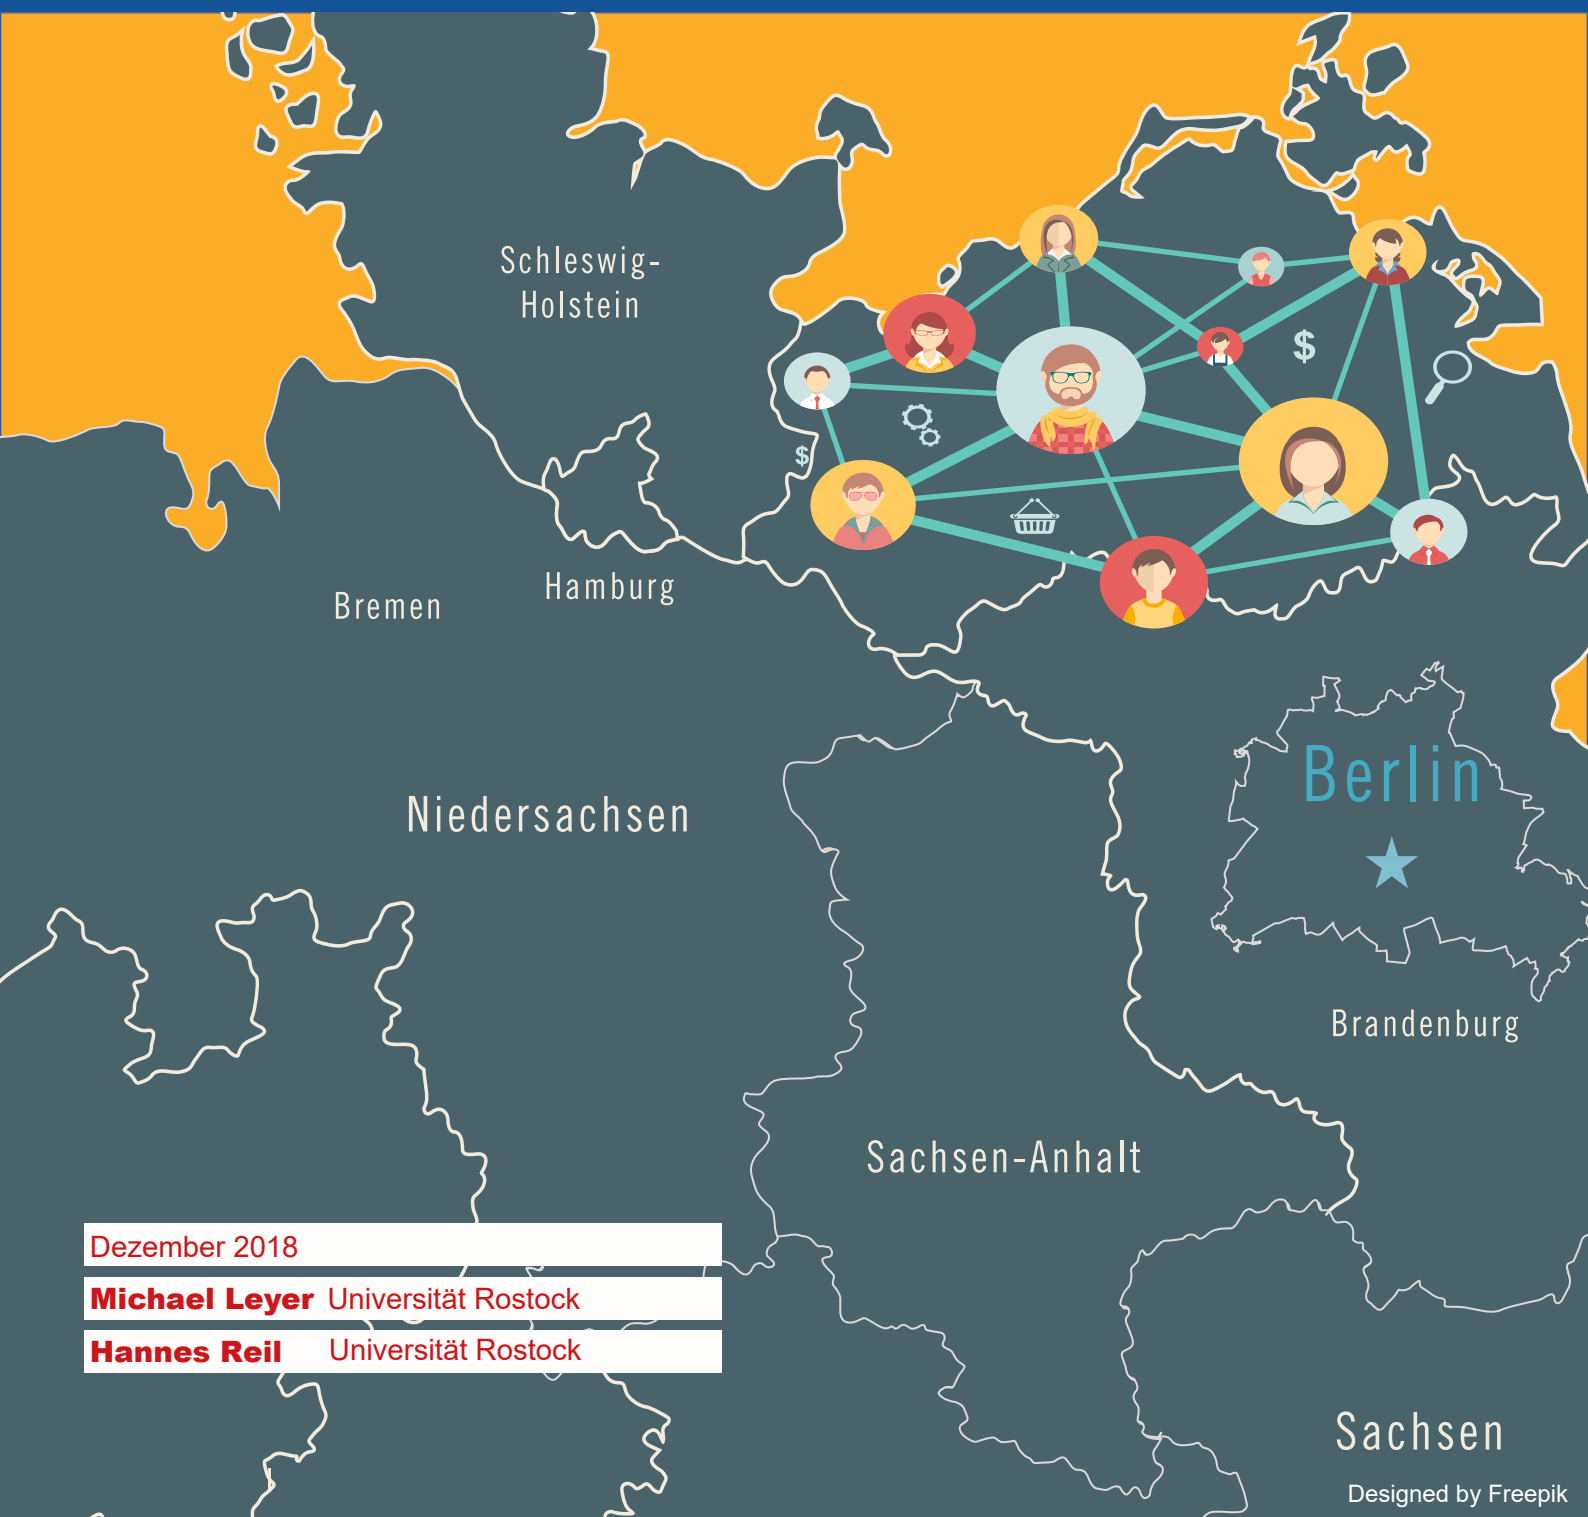 Schleswig-
Holstein
$
$
Hamburg
Bremen
Berlin
Niedersachsen
Brandenburg
Sachsen-Anhalt
Dezember 2018
Michael Leyer Universität Rostock
Hannes Reil Universität Rostock
Sachsen
Designed by Freepik